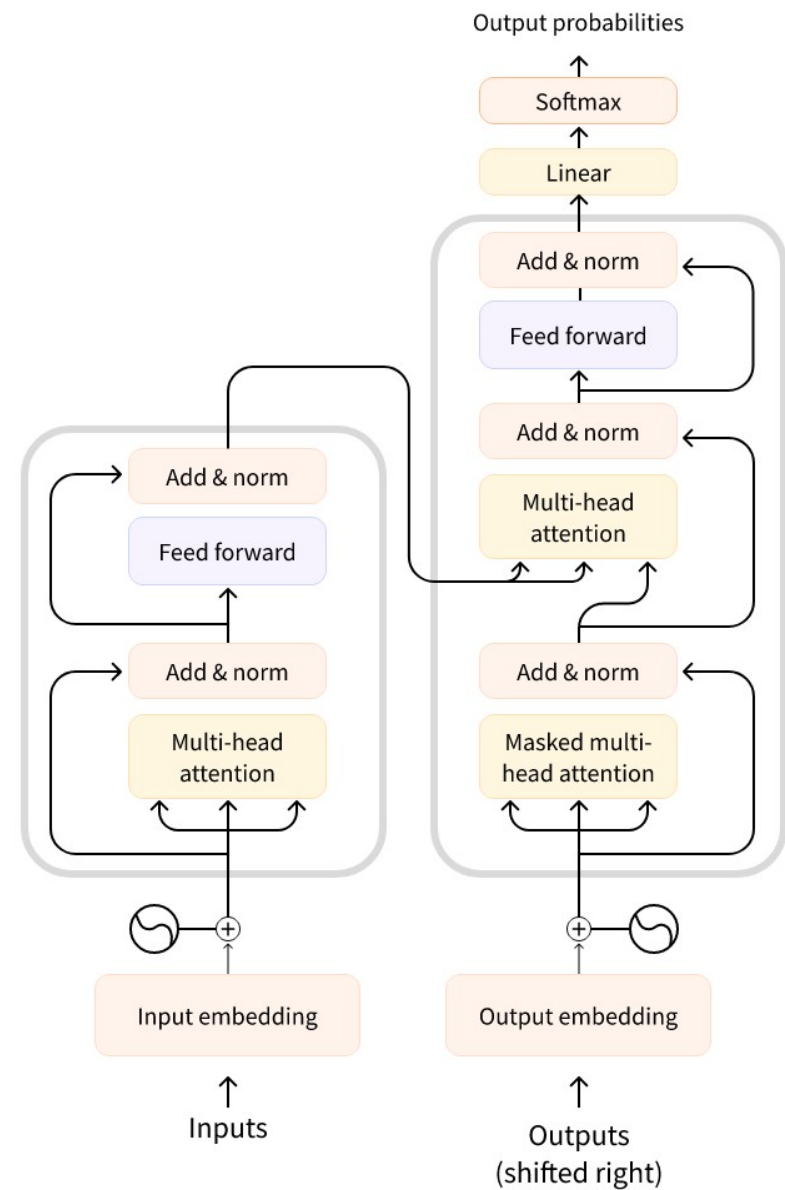 Output probabilities
Softmax
Linear
Add & norm
Feed forward
Add & norm
Multi-head
attention
Add & norm
Masked multi-
head attention
Output embedding
Outputs
(shifted right)
Add & norm
Feed forward
Add & norm
Multi-head
attention
Input embedding
Inputs